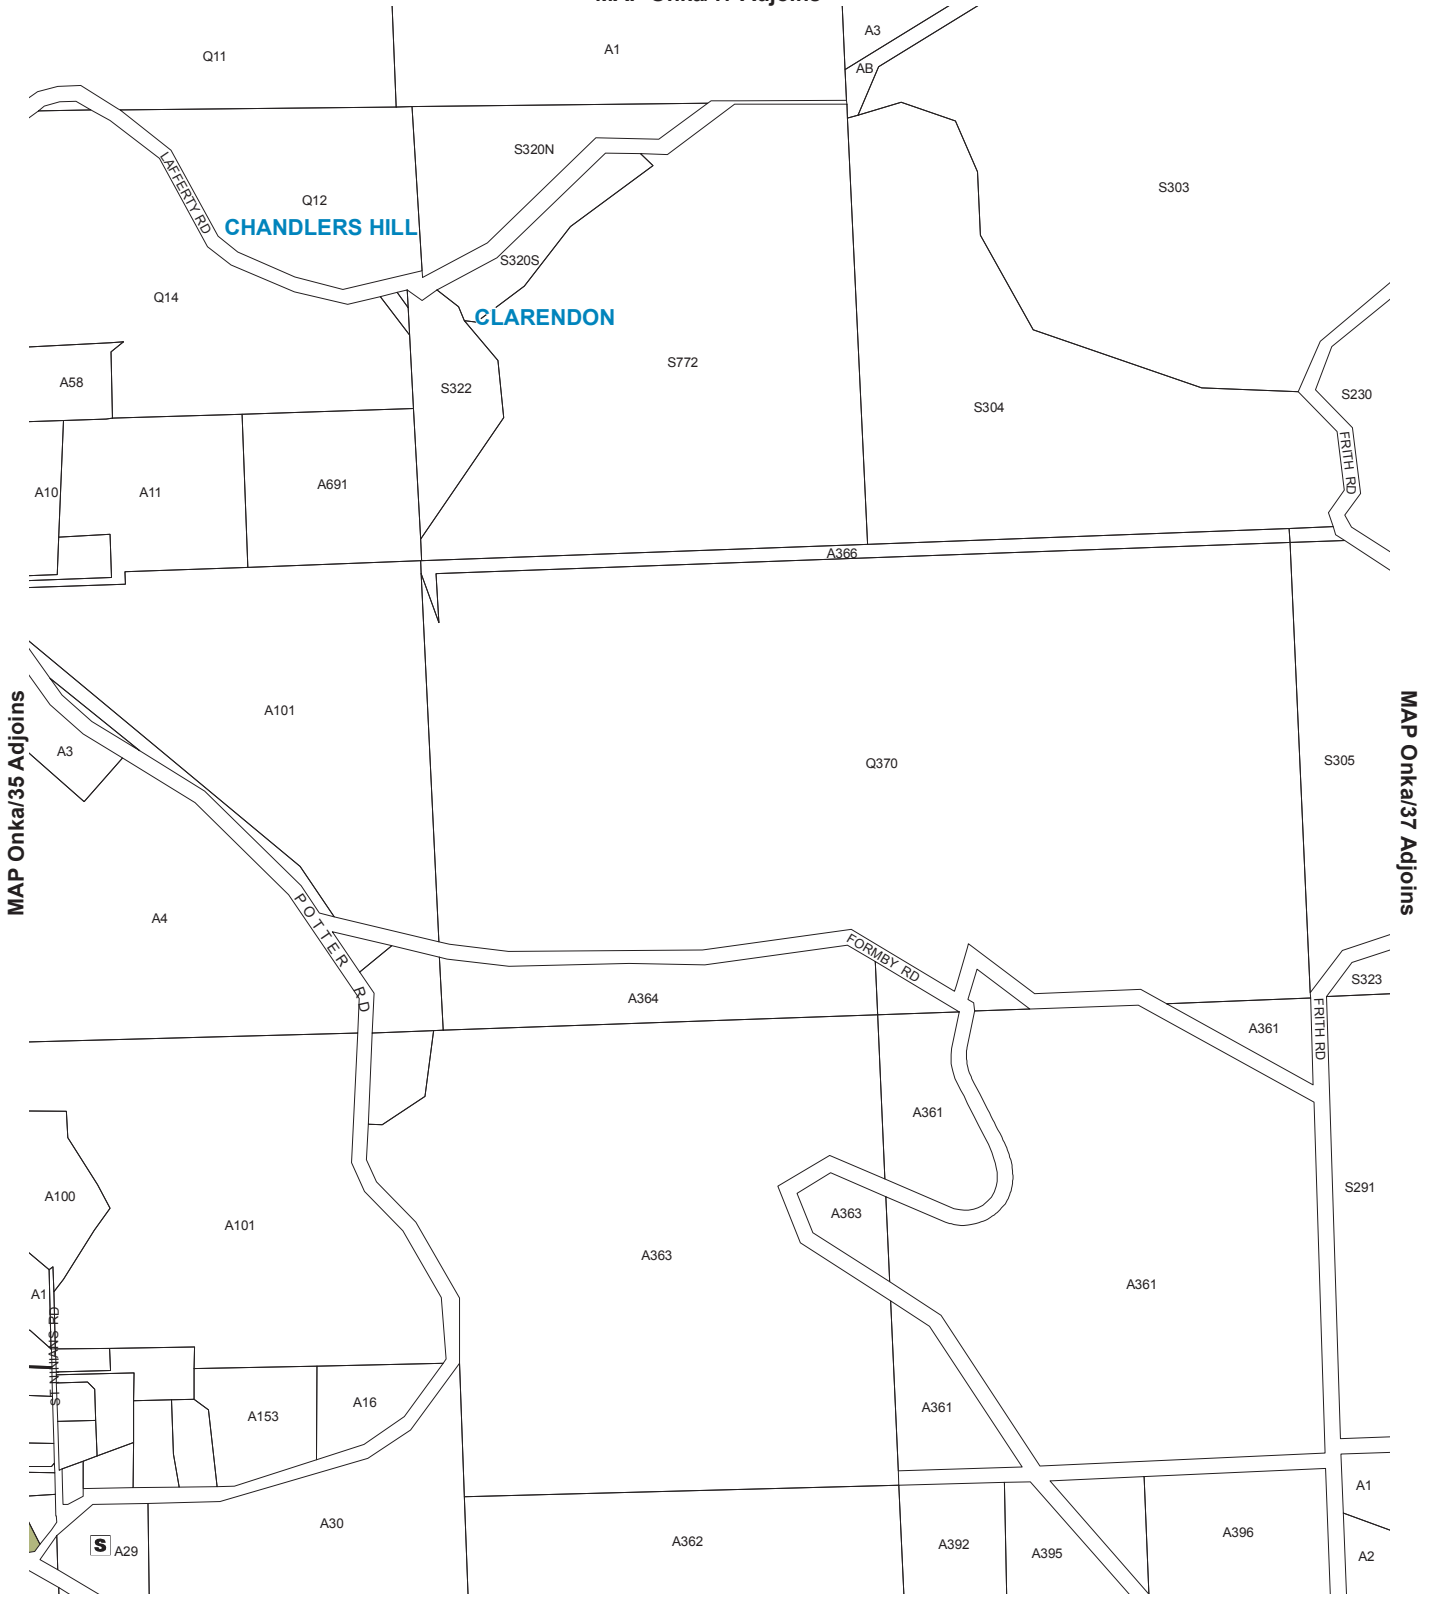 Q11
A1
A3
AB
S320N
S303
LAFFERTY RD
Q12
CHANDLERS HILL
S320S
Q14
CLARENDON
S772
A58
S322
S304
S230
FRITH RD
A10
A11
A691
A366
MAP Onka/35 Adjoins
A101
A3
Q370
S305
MAP Onka/37 Adjoins
A4
POTTER RD
FORMBY RD
A364
S323
A361
FRITH RD
A361
A100
A101
A363
S291
A363
A361
A1
ST NINIANS RD
A153
A16
A361
A1
A30
A29
S
A362
A392
A395
A396
A2